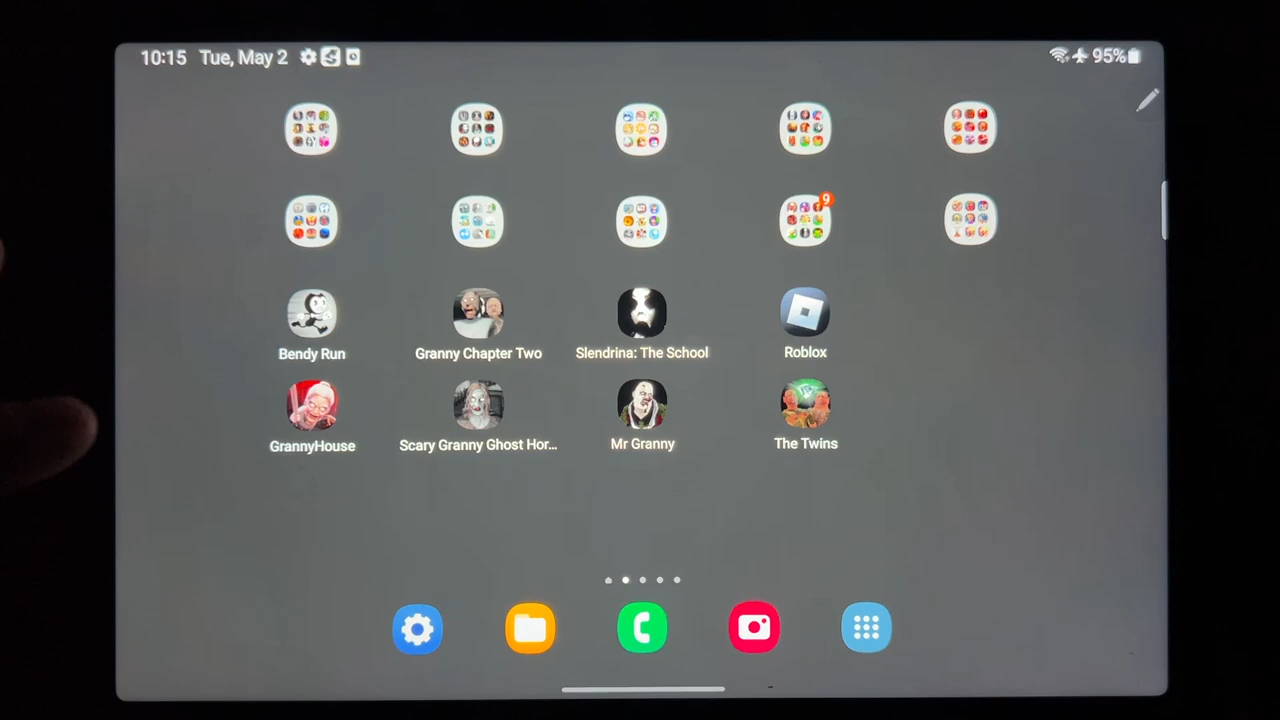 10:15 Tue, May 2
95%
9
Bendy Run
Granny Chapter Two
Slendrina: The School
Roblox
GrannyHouse
Scary Granny Ghost Hor...
Mr Granny
The Twins